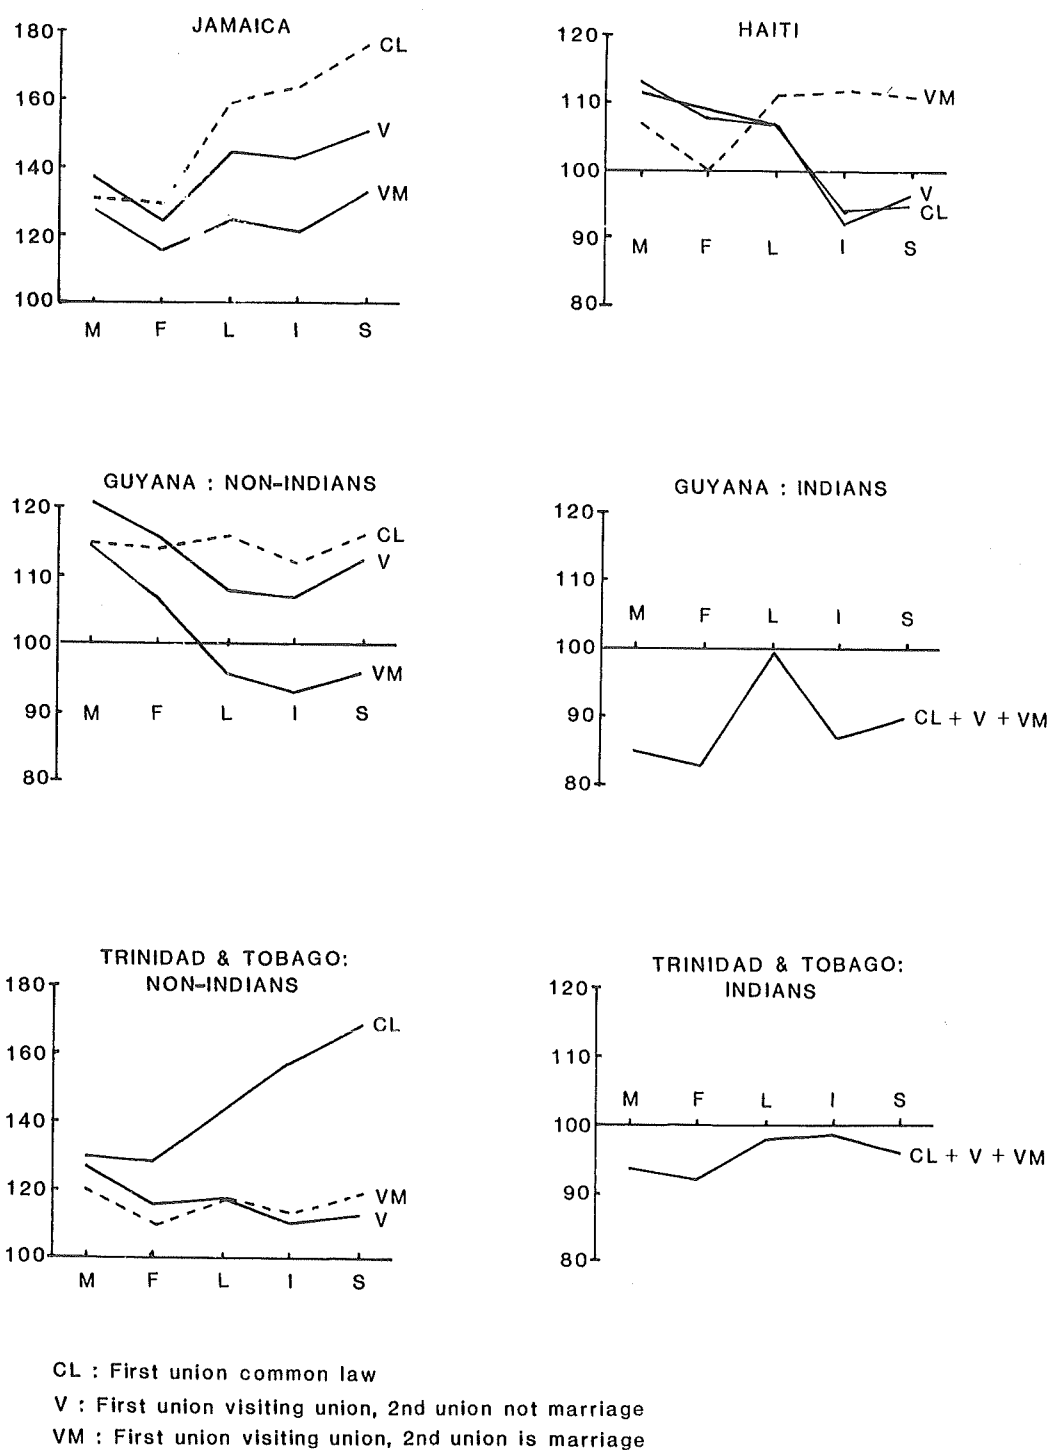 JAMAICA
180
160
140
120
100
CL
V
VM
M F L I S
HAITI
120
110
100
90
80
VM
V
CL
M F L I S
GUYANA : NON-INDIANS
120
110
100
90
80
CL
V
VM
M F L I S
GUYANA : INDIANS
120
110
100
90
80
M F L I S
CL + V + VM
TRINIDAD & TOBAGO:
NON-INDIANS
180
160
140
120
100
CL
VM
V
M F L I S
TRINIDAD & TOBAGO:
INDIANS
120
110
100
90
80
M F L I S
CL + V + VM
CL : First union common law
V : First union visiting union, 2nd union not marriage
VM : First union visiting union, 2nd union is marriage